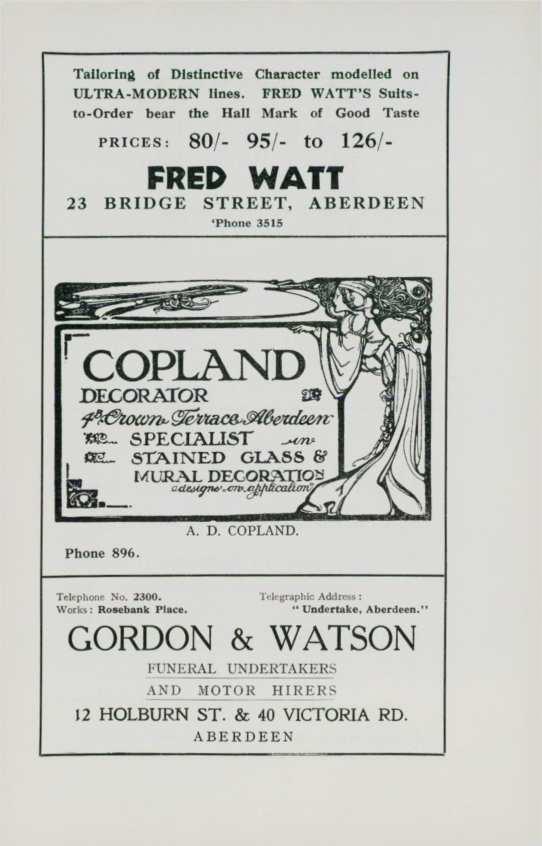 Tailoring of Distinctive Character modelled on
ULTRA-MODERN lines. FRED WATT'S Suits-
to-Order bear the Hall Mark of Good Taste
PRICES: 80/- 95/- to 126/-
FRED WATT
23 BRIDGE STREET, ABERDEEN
'Phone 3515
COPLAND
DECORATOR
Crown Terrace Aberdeen
SPECIALIST in
STAINED GLASS &
MURAL DECORATION
designs on application
A. D. COPLAND.
Phone 896.
Telephone No. 2300. Telegraphic Address:
Works: Rosebank Place. "Undertake, Aberdeen."
GORDON & WATSON
FUNERAL UNDERTAKERS
AND MOTOR HIRERS
12 HOLBURN ST. & 40 VICTORIA RD.
ABERDEEN